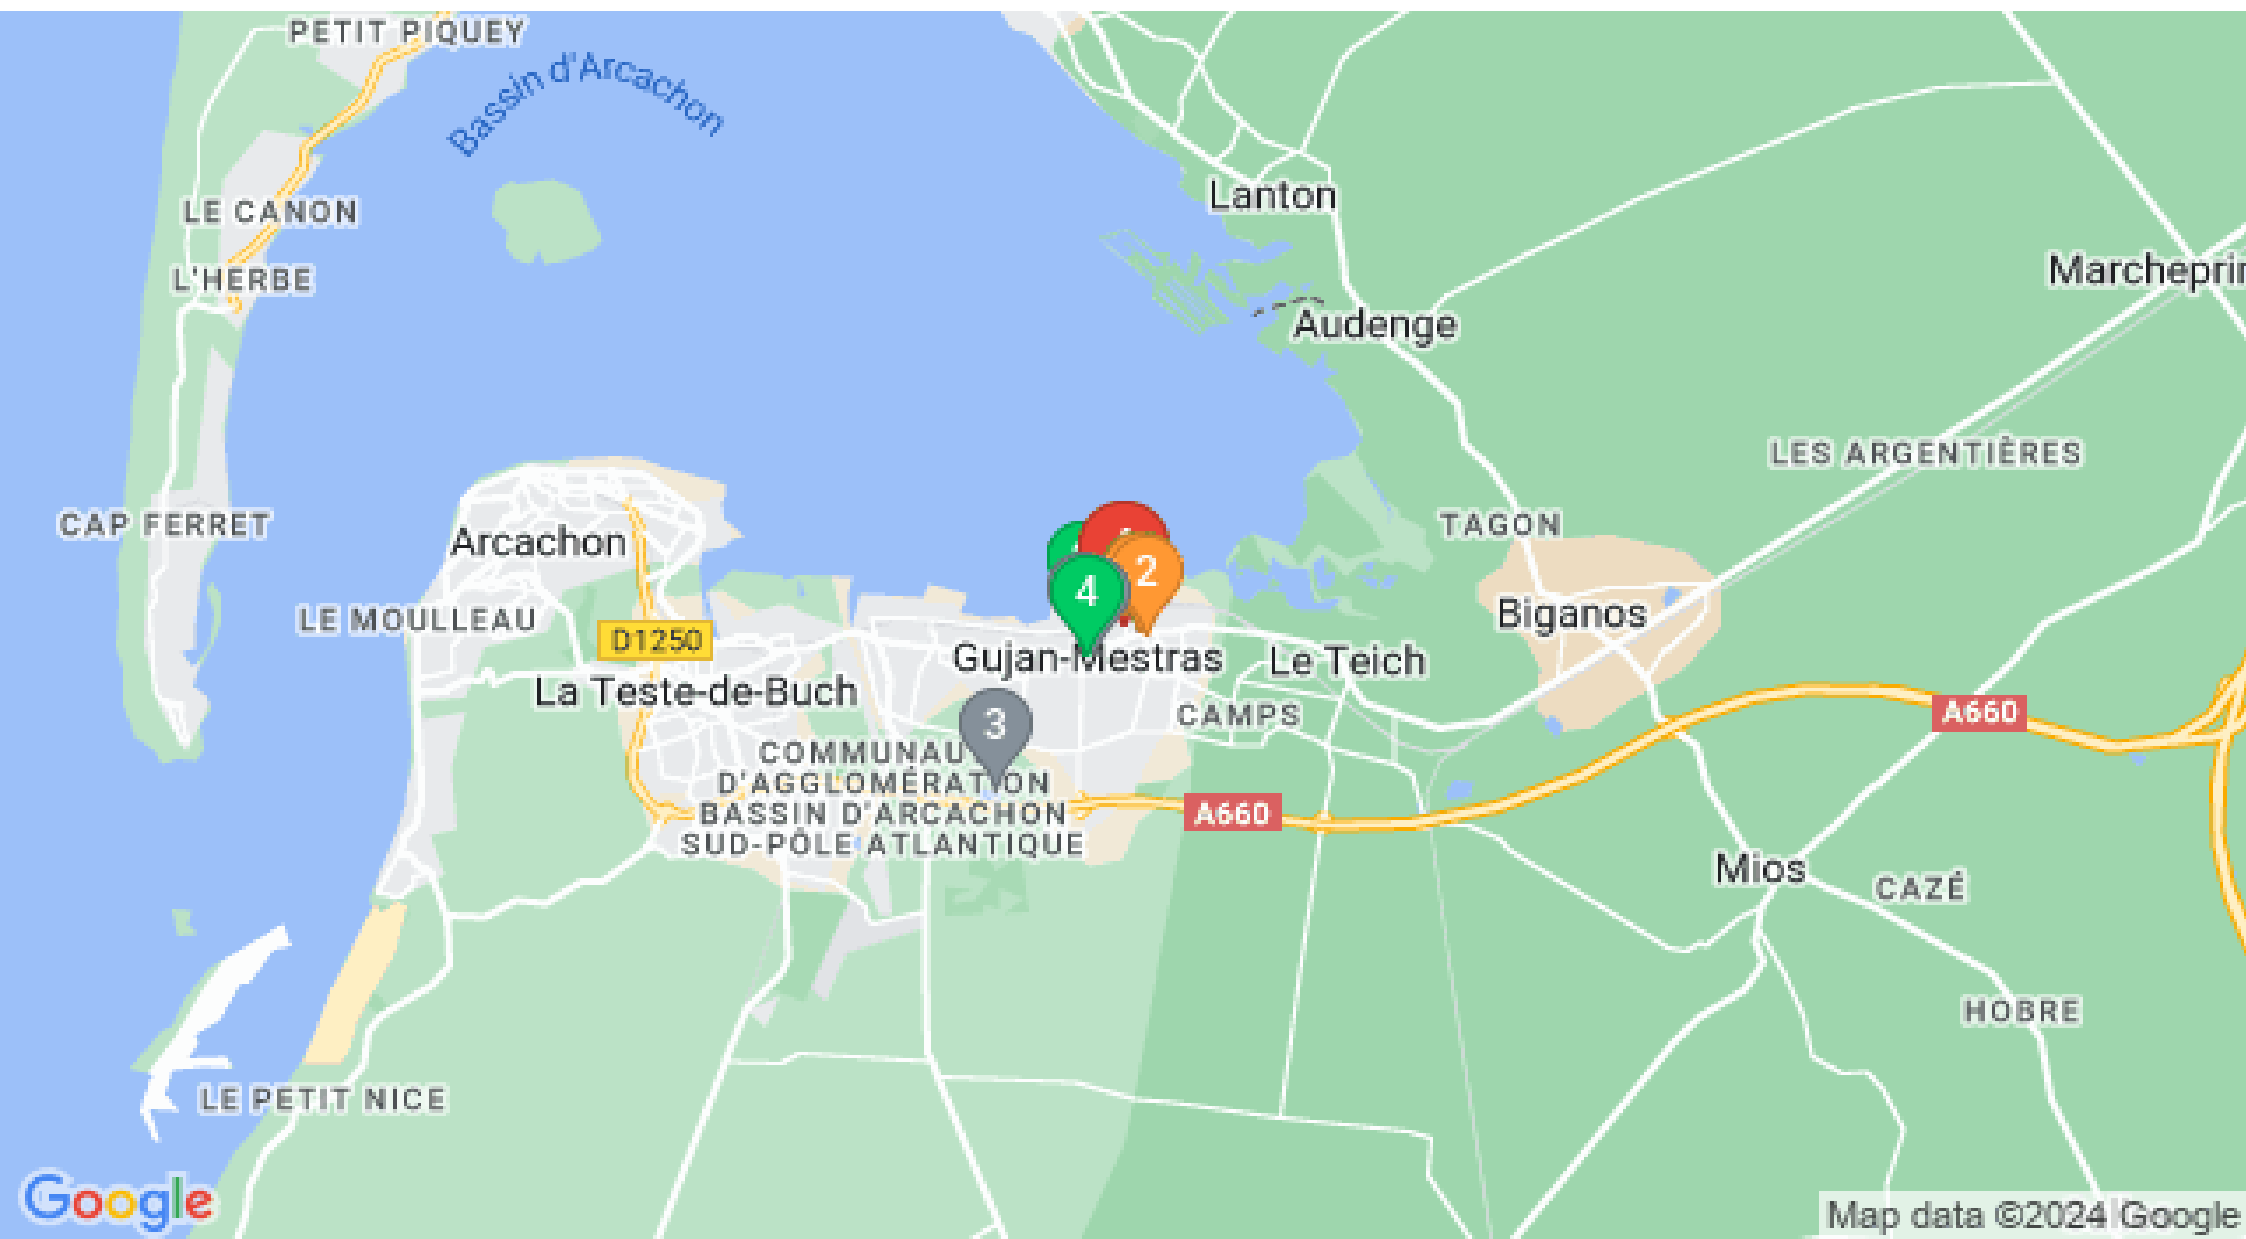 PETIT PIQUEY
Bassin d'Arcachon
Lanton
LE CANON
L'HERBE
Audenge
LES ARGENTIÈRES
CAP FERRET
Arcachon
TAGON
2
4
LE MOULLEAU
D1250
Biganos
Gujan-Mestras
Le Teich
La Teste-de-Buch
3
CAMPS
A660
D'AGGLOMÉRATION
BASSIN D'ARCACHON
SUD-PÔLE ATLANTIQUE
A660
Mios
CAZÉ
HOBRE
LE PETIT NICE
Google
Map data ©2024 Google